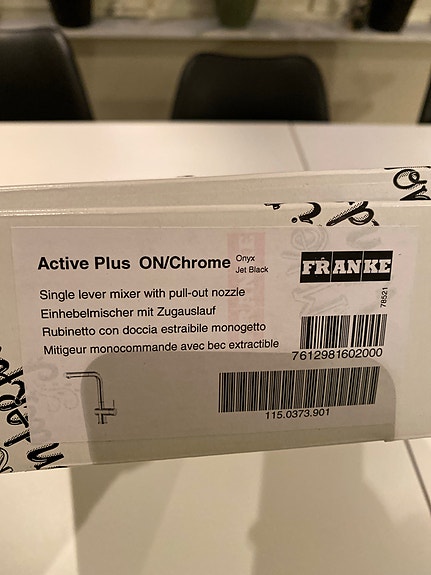 Active Plus ON/Chrome Onyx
Jet Black
FRANKE
Single lever mixer with pull-out nozzle
Einhebelmischer mit Zugauslauf
Rubinetto con doccia estraibile monogetto
Mitigeur monocommande avec bec extractible
78521
7612981602000
115.0373.901